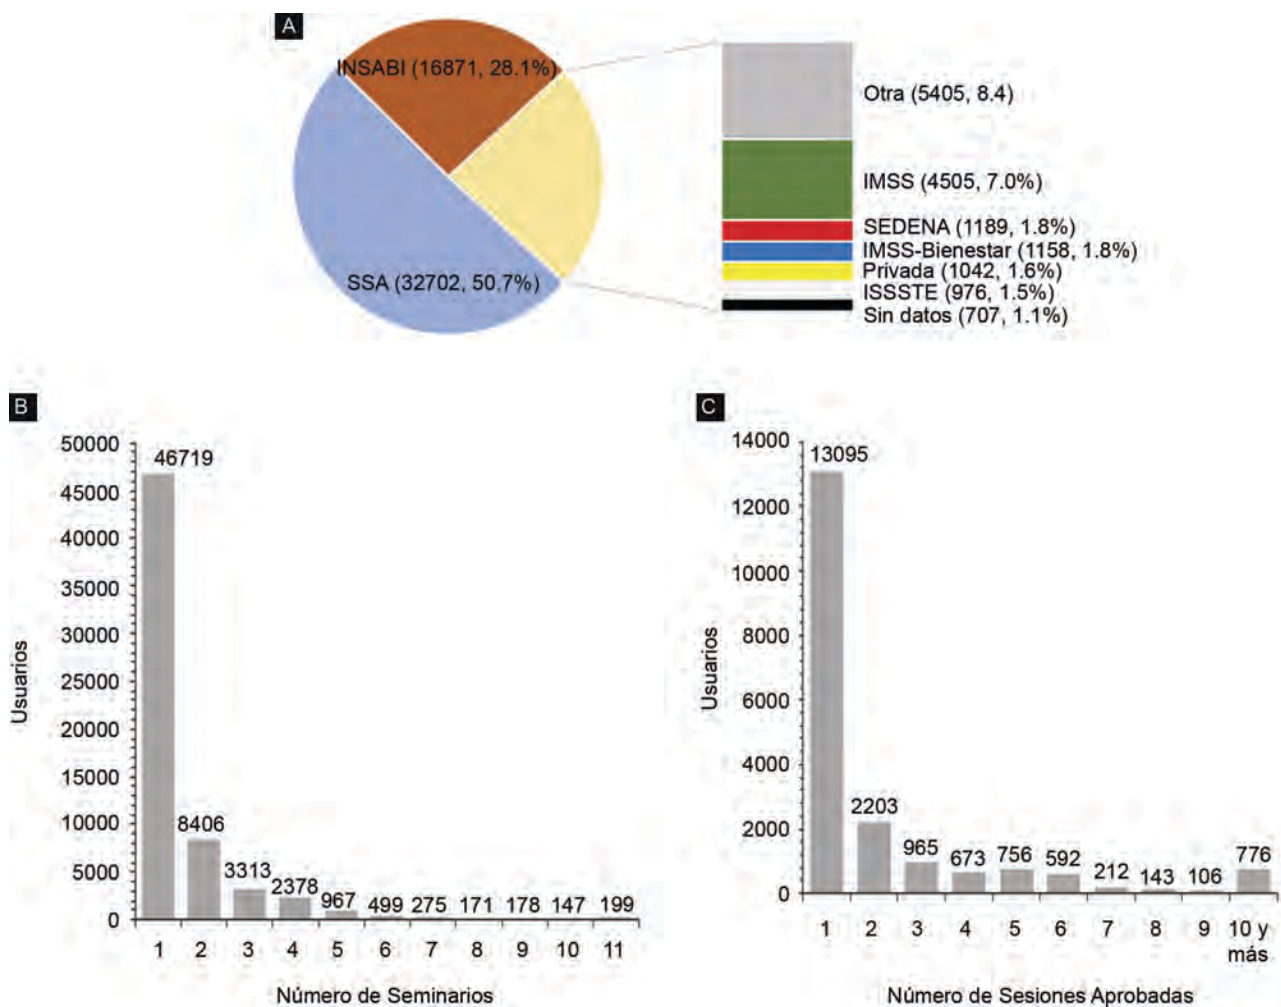 A
INSABI (16871, 28.1%)
SSA (32702, 50.7%)
Otra (5405, 8.4)
IMSS (4505, 7.0%)
SEDENA (1189, 1.8%)
IMSS-Bienestar (1158, 1.8%)
Privada (1042, 1.6%)
ISSSTE (976, 1.5%)
Sin datos (707, 1.1%)
B
Usuarios
50000
45000
40000
35000
30000
25000
20000
15000
10000
5000
0
46719
8406
3313
2378
967
499
275
171
178
147
199
1 2 3 4 5 6 7 8 9 10 11
Número de Seminarios
C
Usuarios
14000
12000
10000
8000
6000
4000
2000
0
13095
2203
965
673
756
592
212
143
106
776
1 2 3 4 5 6 7 8 9 10 y
más
Número de Sesiones Aprobadas